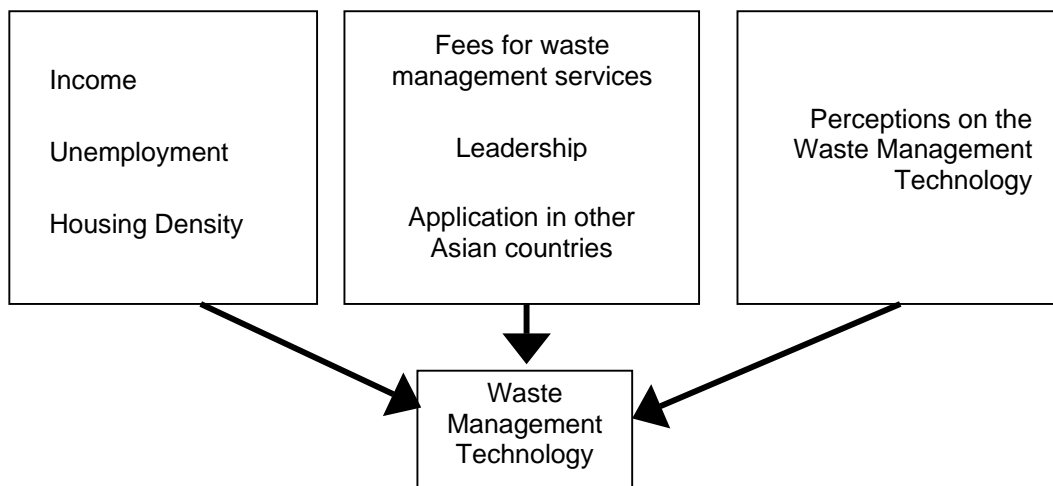 Income
Unemployment
Housing Density
Fees for waste
management services
Leadership
Application in other
Asian countries
Perceptions on the
Waste Management
Technology
Waste
Management
Technology